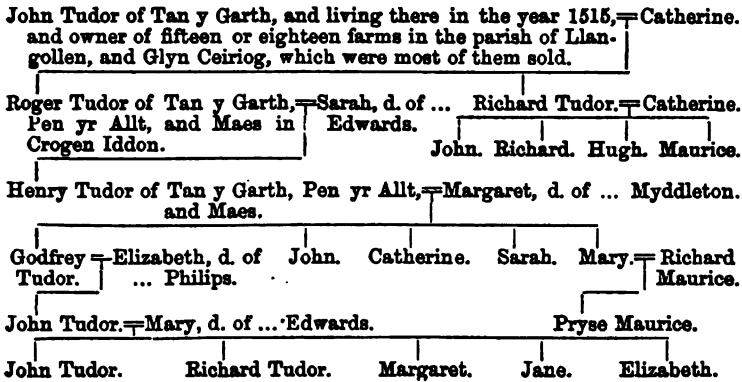 John Tudor of Tan y Garth, and living there in the year 1515,=Catherine.
and owner of fifteen or eighteen farms in the parish of Llan-
gollen, and Glyn Ceiriog, which were most of them sold.
Roger Tudor of Tan y Garth,=Sarah, d. of ... Richard Tudor.=Catherine.
Pen yr Allt, and Maes in Edwards.
Crogen Iddon.
John. Richard. Hugh. Maurice.
Henry Tudor of Tan y Garth, Pen yr Allt,=Margaret, d. of ... Myddleton.
and Maes.
Godfrey=Elizabeth, d. of John. Catherine. Sarah. Mary.=Richard
Tudor. ... Philips. Maurice.
John Tudor.=Mary, d. of ... Edwards. Pryse Maurice.
John Tudor. Richard Tudor. Margaret. Jane. Elizabeth.